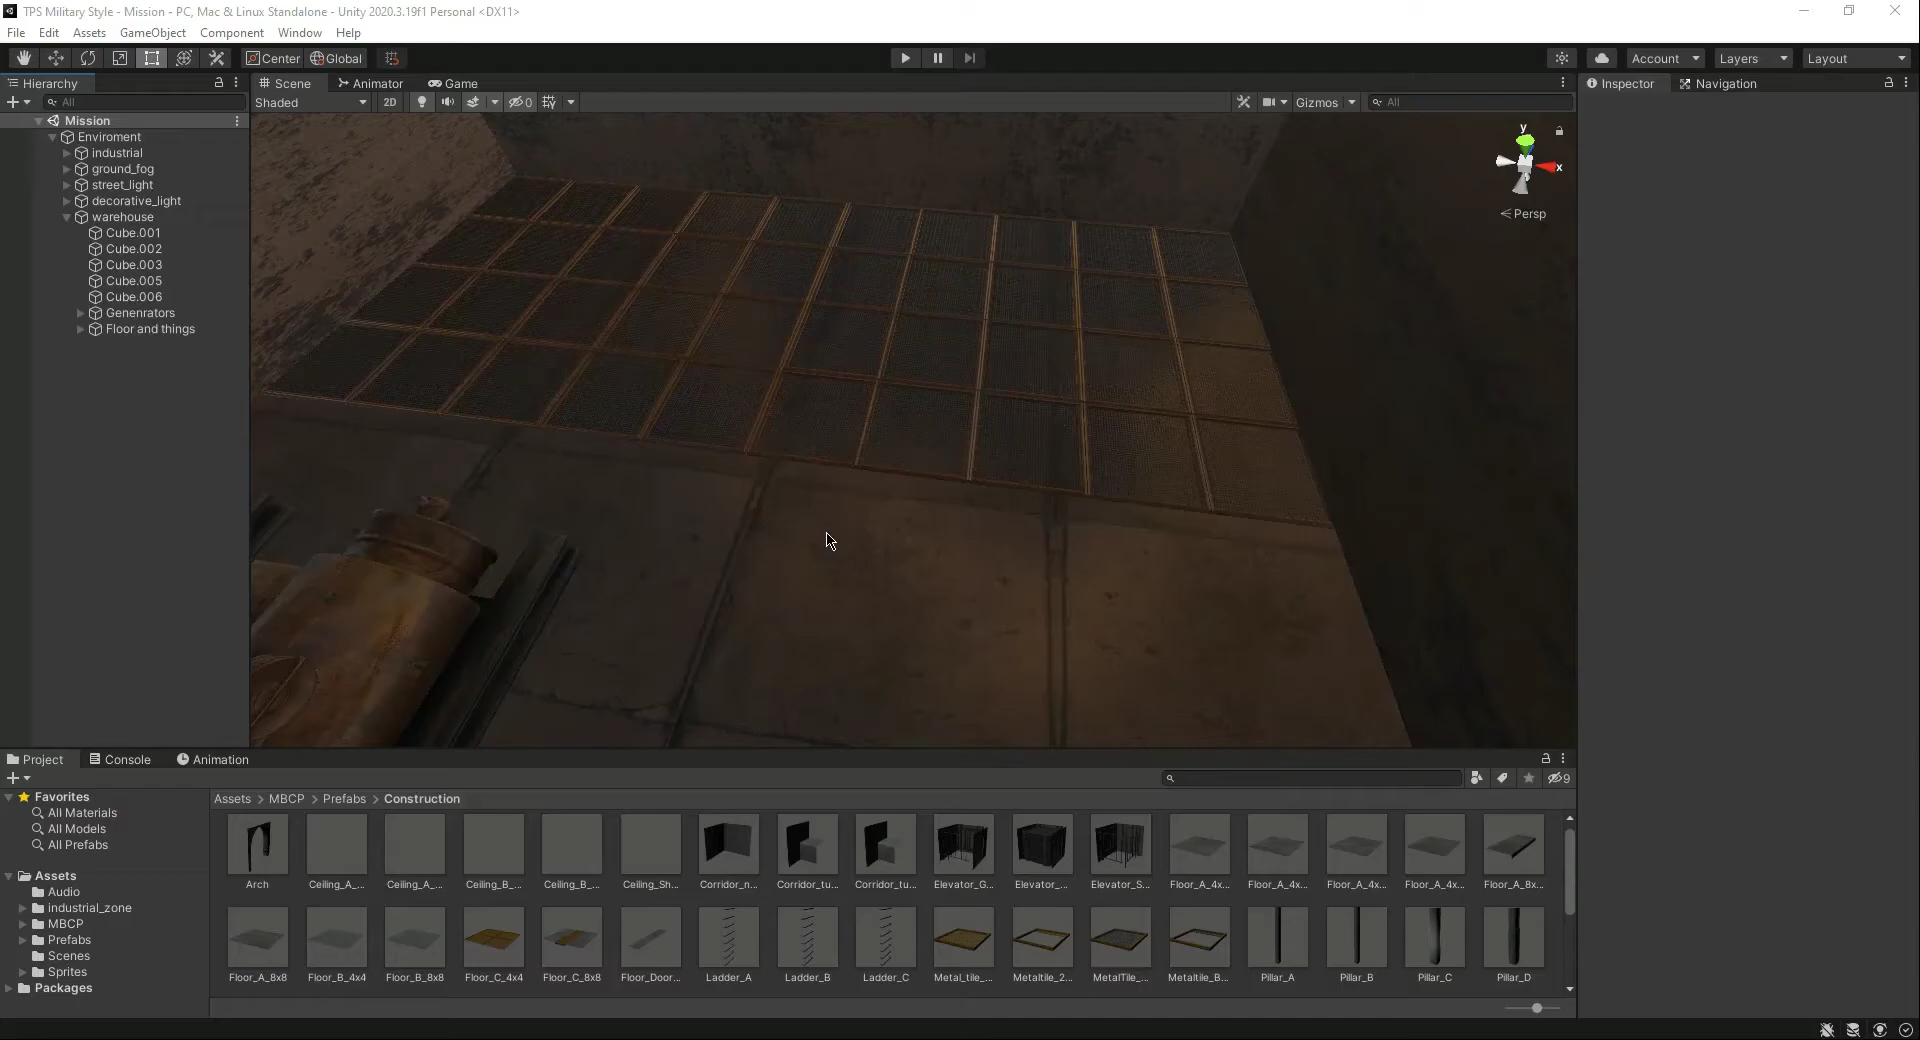 TPS Military Style - Mission - PC, Mac & Linux Standalone - Unity 2020.3.19f1 Personal <DX11>
File Edit Assets GameObject Component Window Help
Center Global Account Layers Layout
Hierarchy
All
Mission
Enviroment
industrial
ground_fog
street_light
decorative_light
warehouse
Cube.001
Cube.002
Cube.003
Cube.005
Cube.006
Genenrators
Floor and things
Scene Animator Game
Shaded 2D 0 Gizmos All
y
x
Persp
Inspector Navigation
Project Console Animation
9
Favorites
All Materials
All Models
All Prefabs
Assets
Audio
industrial_zone
MBCP
Prefabs
Scenes
Sprites
Packages
Assets > MBCP > Prefabs > Construction
Arch Ceiling_A_... Ceiling_A_... Ceiling_B_... Ceiling_B_... Ceiling_Sh... Corridor_n... Corridor_tu... Corridor_tu... Elevator_G... Elevator_... Elevator_S... Floor_A_4x... Floor_A_4x... Floor_A_4x... Floor_A_4x... Floor_A_8x...
Floor_A_8x8 Floor_B_4x4 Floor_B_8x8 Floor_C_4x4 Floor_C_8x8 Floor_Door... Ladder_A Ladder_B Ladder_C Metal_tile_... Metaltile_2... MetalTile_... Metaltile_B... Pillar_A Pillar_B Pillar_C Pillar_D